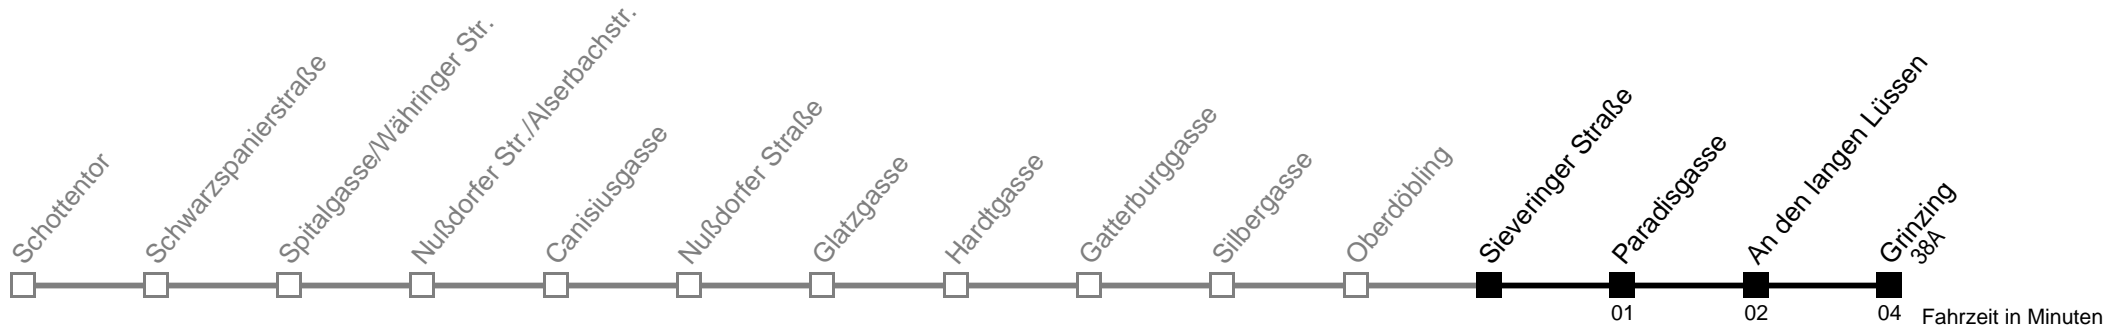 Schottentor
Schwarzspanierstraße
Spitalgasse/Währinger Str.
Nußdorfer Str./Alserbachstr.
Canisiusgasse
Nußdorfer Straße
Glatzgasse
Hardtgasse
Gatterburggasse
Silbergasse
Oberdöbling
Sieveringer Straße
Paradisgasse
An den langen Lüssen
Grinzing
38A
01
02
04
Fahrzeit in Minuten